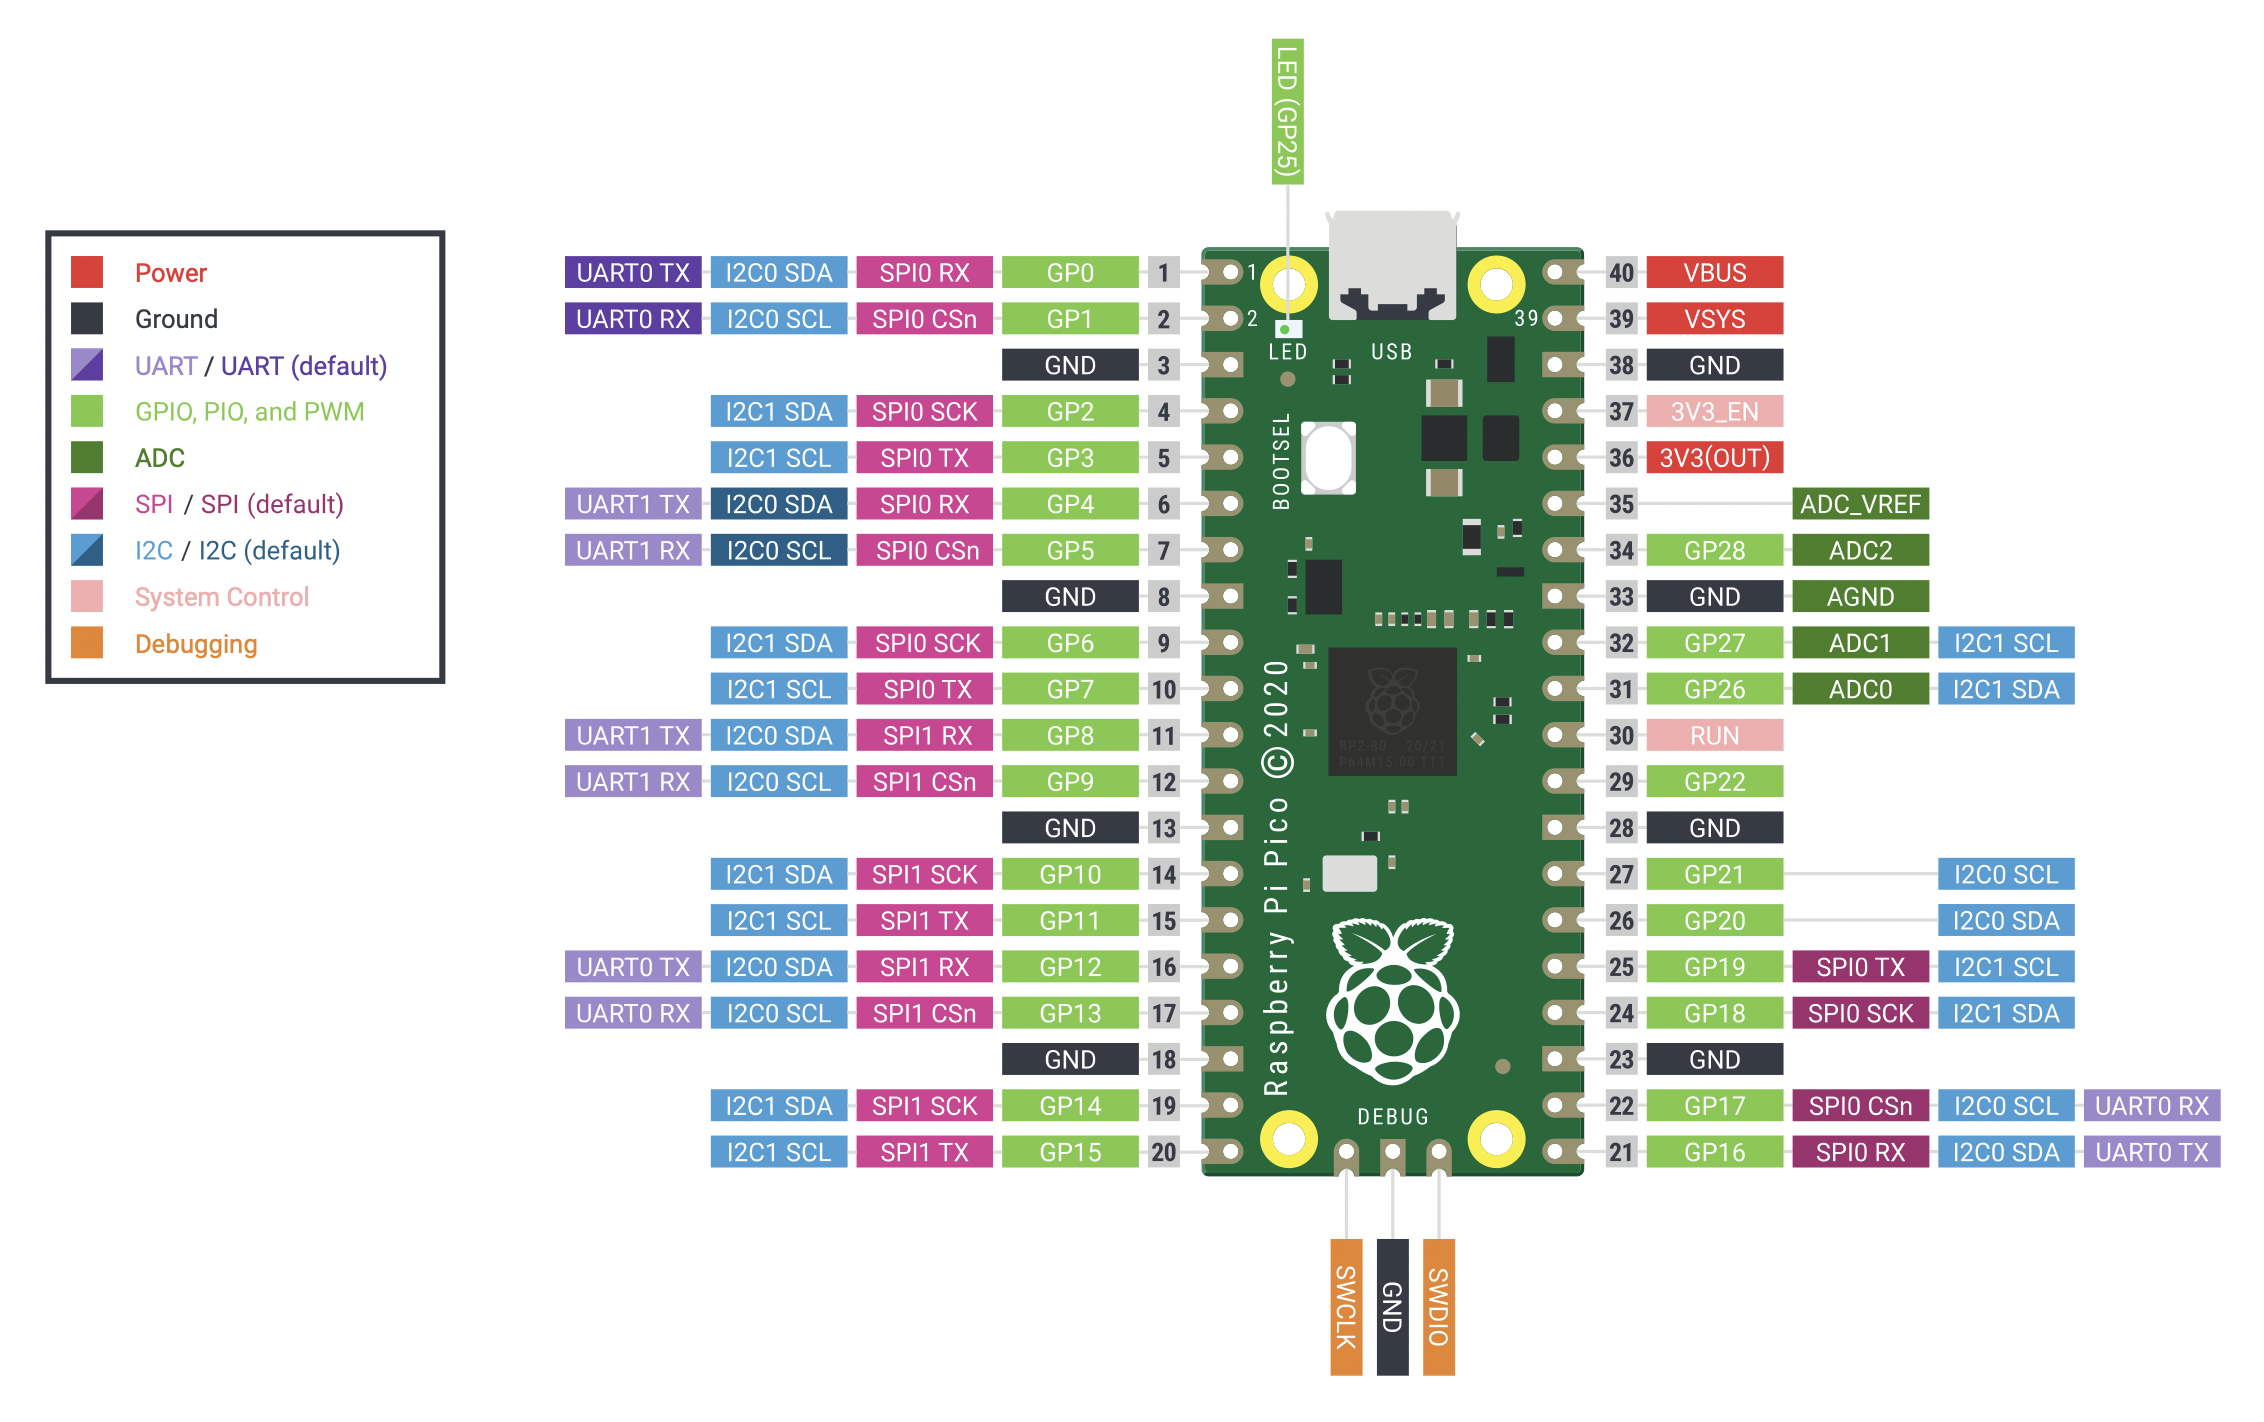 LED (GP25)
Power
Ground
UART / UART (default)
GPIO, PIO, and PWM
ADC
SPI / SPI (default)
I2C / I2C (default)
System Control
Debugging
UART0 TX I2C0 SDA SPI0 RX GP0 1 1 40 VBUS
UART0 RX I2C0 SCL SPI0 CSn GP1 2 2 39 39 VSYS
LED USB
GND 3 38 GND
I2C1 SDA SPI0 SCK GP2 4 37 3V3_EN
BOOTSEL
I2C1 SCL SPI0 TX GP3 5 36 3V3(OUT)
UART1 TX I2C0 SDA SPI0 RX GP4 6 35 ADC_VREF
UART1 RX I2C0 SCL SPI0 CSn GP5 7 34 GP28 ADC2
GND 8 33 GND AGND
I2C1 SDA SPI0 SCK GP6 9 32 GP27 ADC1 I2C1 SCL
I2C1 SCL SPI0 TX GP7 10 31 GP26 ADC0 I2C1 SDA
UART1 TX I2C0 SDA SPI1 RX GP8 11 30 RUN
RP2-80 20/21
P64M15.00 TTT
UART1 RX I2C0 SCL SPI1 CSn GP9 12 29 GP22
GND 13 28 GND
Raspberry Pi Pico © 2020
I2C1 SDA SPI1 SCK GP10 14 27 GP21 I2C0 SCL
I2C1 SCL SPI1 TX GP11 15 26 GP20 I2C0 SDA
UART0 TX I2C0 SDA SPI1 RX GP12 16 25 GP19 SPI0 TX I2C1 SCL
UART0 RX I2C0 SCL SPI1 CSn GP13 17 24 GP18 SPI0 SCK I2C1 SDA
GND 18 23 GND
I2C1 SDA SPI1 SCK GP14 19 22 GP17 SPI0 CSn I2C0 SCL UART0 RX
DEBUG
I2C1 SCL SPI1 TX GP15 20 21 GP16 SPI0 RX I2C0 SDA UART0 TX
SWCLK
GND
SWDIO